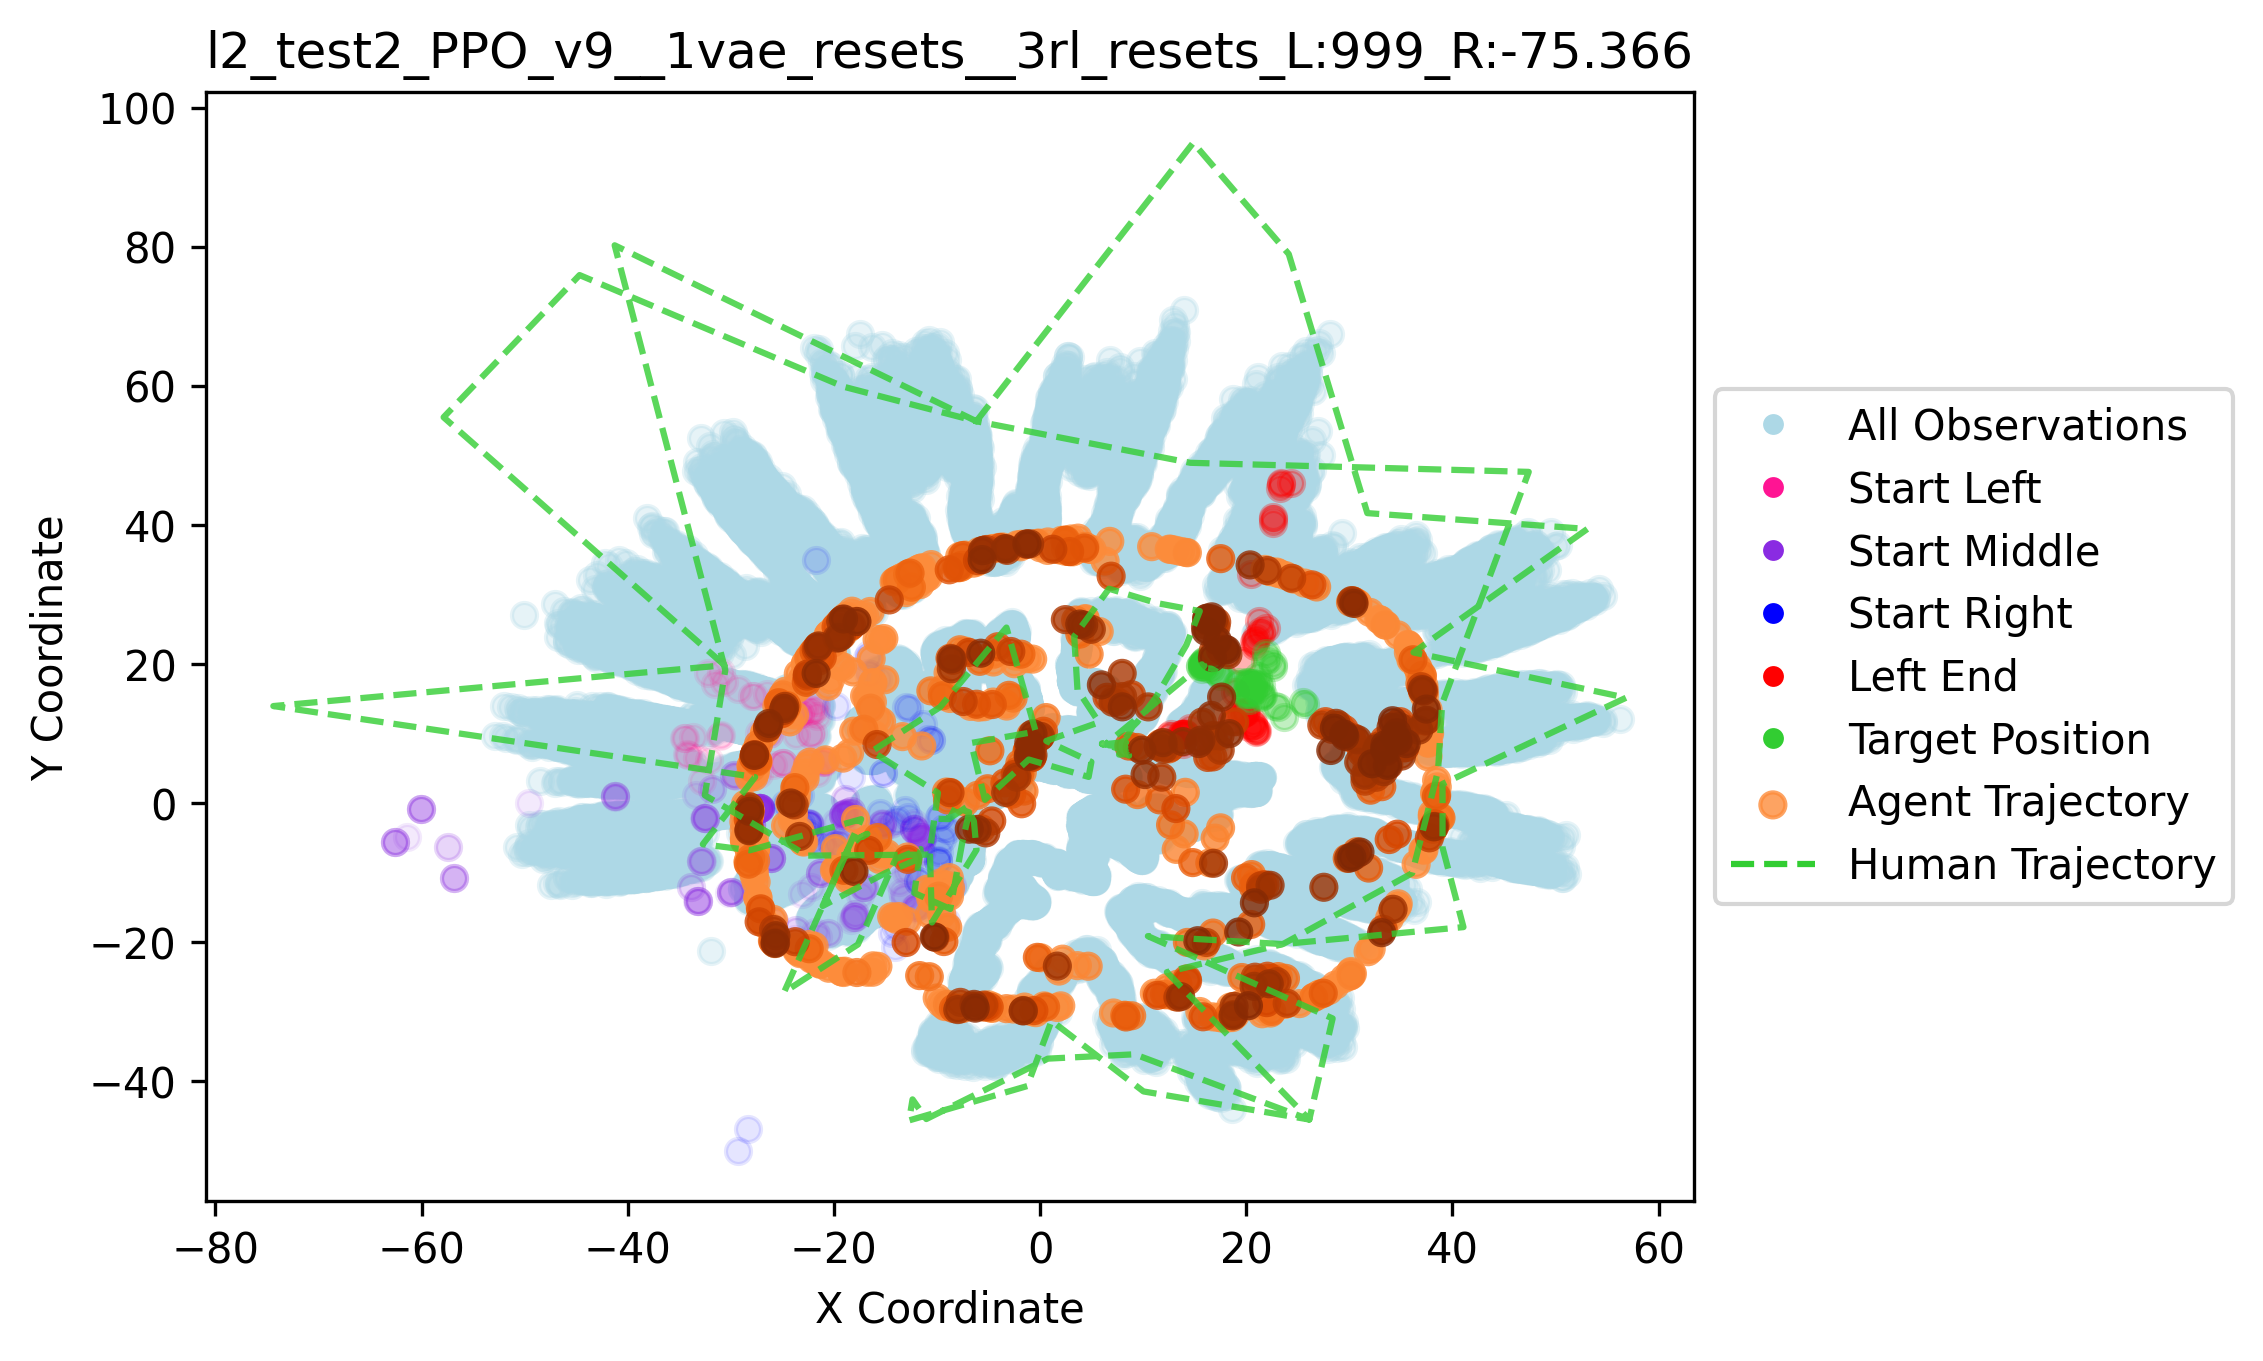 l2_test2_PPO_v9__1vae_resets__3rl_resets_L:999_R:-75.366
100
80
60
40
20
0
−20
−40
Y Coordinate
−80
−60
−40
−20
0
20
40
60
X Coordinate
All Observations
Start Left
Start Middle
Start Right
Left End
Target Position
Agent Trajectory
Human Trajectory